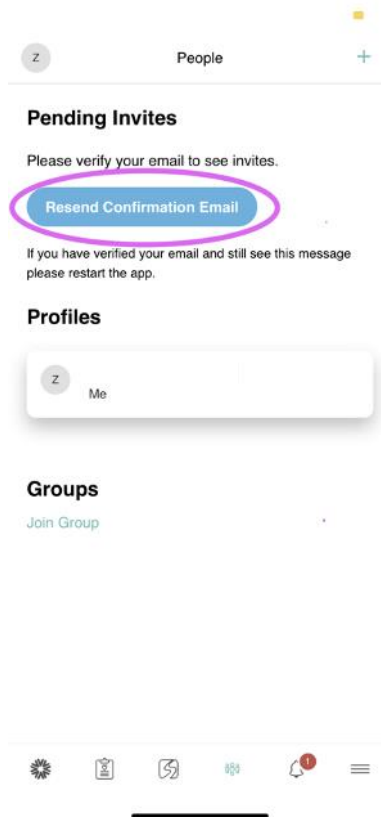 Z
People
+
Pending Invites
Please verify your email to see invites.
Resend Confirmation Email
If you have verified your email and still see this message
please restart the app.
Profiles
Z
Me
Groups
Join Group
1